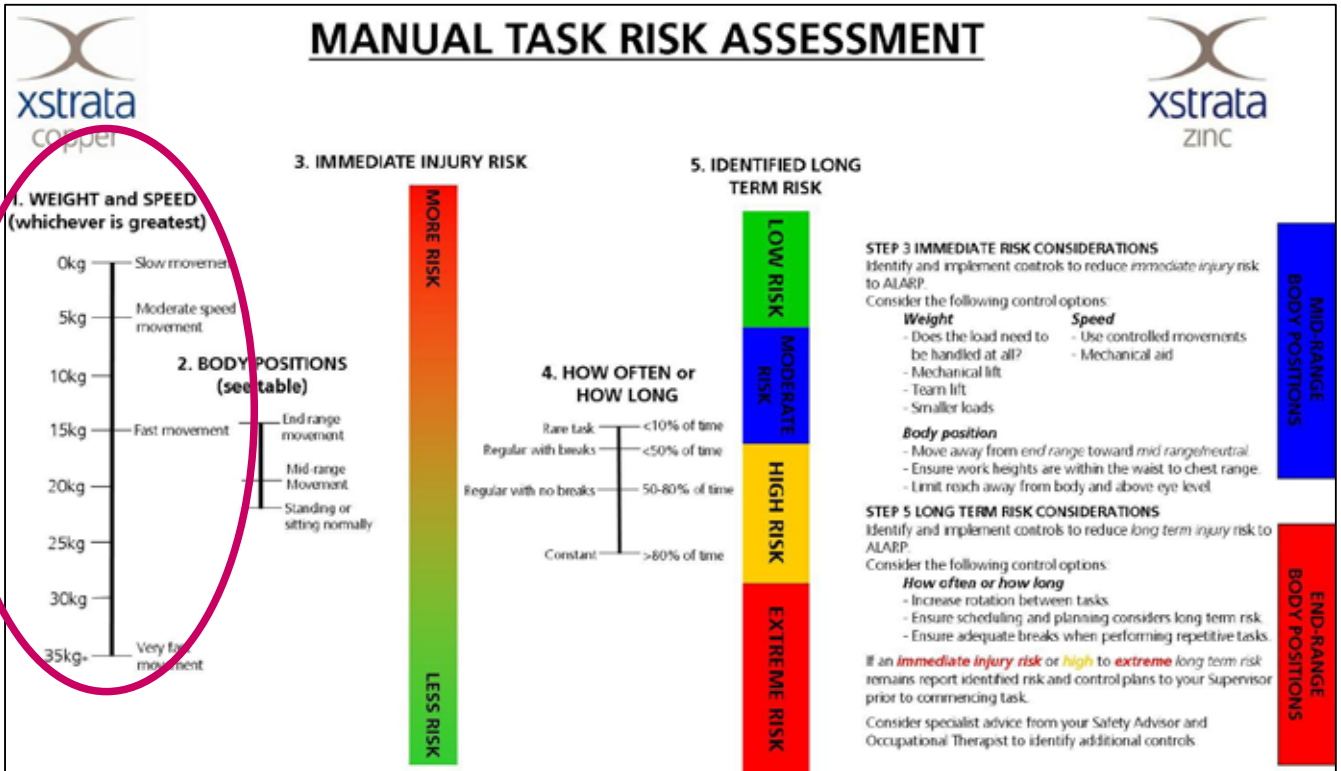 MANUAL TASK RISK ASSESSMENT
xstrata
copper
xstrata
zinc
1. WEIGHT and SPEED
(whichever is greatest)
0kg
Slow movement
5kg
Moderate speed
movement
10kg
15kg
Fast movement
20kg
25kg
30kg
35kg+
Very fast
movement
2. BODY POSITIONS
(see table)
End range
movement
Mid-range
Movement
Standing or
sitting normally
3. IMMEDIATE INJURY RISK
MORE RISK
LESS RISK
4. HOW OFTEN or
HOW LONG
Rare task
<10% of time
Regular with breaks
<50% of time
Regular with no breaks
50-80% of time
Constant
>80% of time
5. IDENTIFIED LONG
TERM RISK
LOW RISK
MODERATE
RISK
HIGH RISK
EXTREME RISK
STEP 3 IMMEDIATE RISK CONSIDERATIONS
Identify and implement controls to reduce immediate injury risk
to ALARP.
Consider the following control options:
Weight
- Does the load need to
be handled at all?
- Mechanical lift
- Team lift
- Smaller loads
Speed
- Use controlled movements
- Mechanical aid
Body position
- Move away from end range toward mid range/neutral.
- Ensure work heights are within the waist to chest range.
- Limit reach away from body and above eye level
STEP 5 LONG TERM RISK CONSIDERATIONS
Identify and implement controls to reduce long term injury risk to
ALARP.
Consider the following control options:
How often or how long
- Increase rotation between tasks.
- Ensure scheduling and planning considers long term risk.
- Ensure adequate breaks when performing repetitive tasks.
If an immediate injury risk or high to extreme long term risk
remains report identified risk and control plans to your Supervisor
prior to commencing task.
Consider specialist advice from your Safety Advisor and
Occupational Therapist to identify additional controls
MID-RANGE
BODY POSITIONS
END-RANGE
BODY POSITIONS